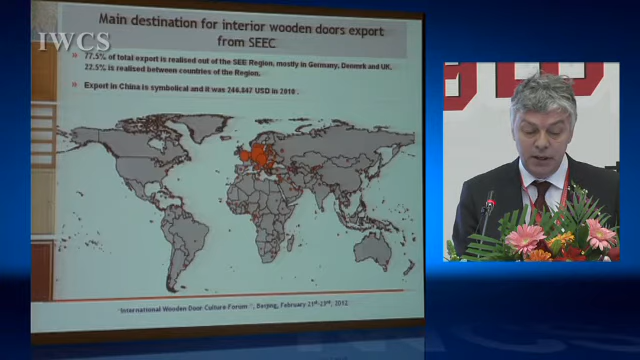 IWCS
Main destination for interior wooden doors export
from SEEC
» 77.5% of total export is realised out of the SEE Region, mostly in Germany, Denmrk and UK.
22.5% is realised between countries of the Region.
» Export in China is symbolical and it was 244.847 USD in 2010 .
"International Wooden Door Culture Forum ", Beijing, February 21st-23rd, 2012